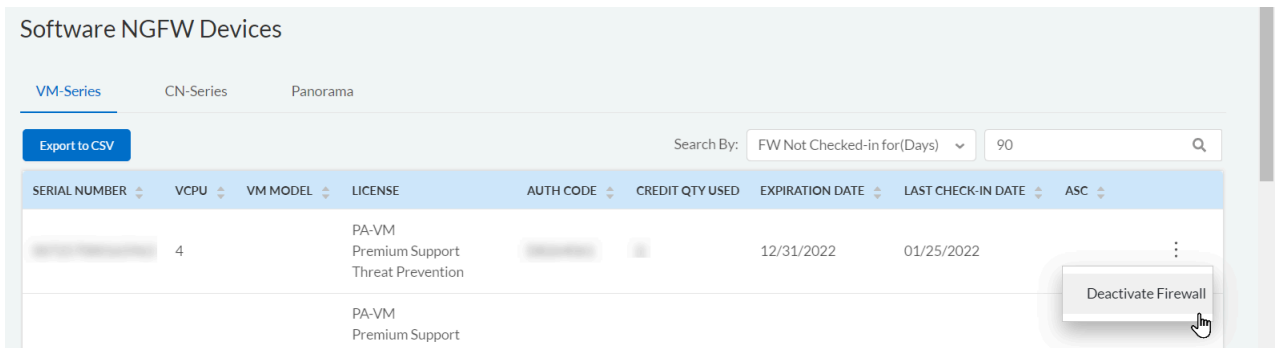 Software NGFW Devices
VM-Series CN-Series Panorama
Export to CSV Search By: FW Not Checked-in for(Days) 90
SERIAL NUMBER VCPU VM MODEL LICENSE AUTH CODE CREDIT QTY USED EXPIRATION DATE LAST CHECK-IN DATE ASC
PA-VM
4 Premium Support 12/31/2022 01/25/2022
Threat Prevention
Deactivate Firewall
PA-VM
Premium Support